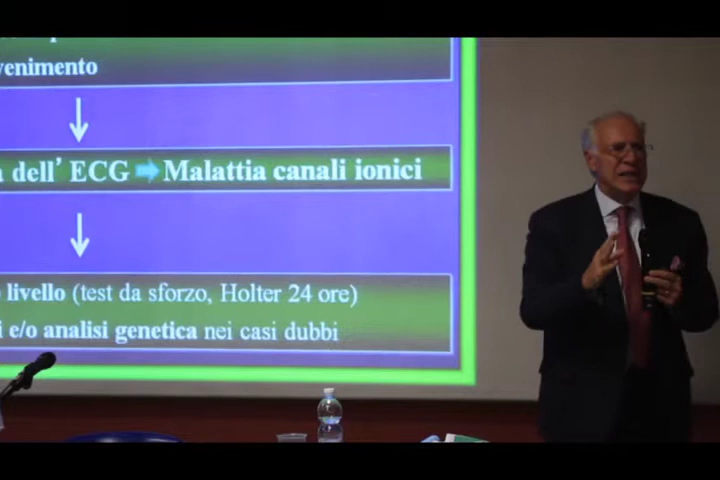 venimento
dell' ECG ➡ Malattia canali ionici
livello (test da sforzo, Holter 24 ore)
e/o analisi genetica nei casi dubbi